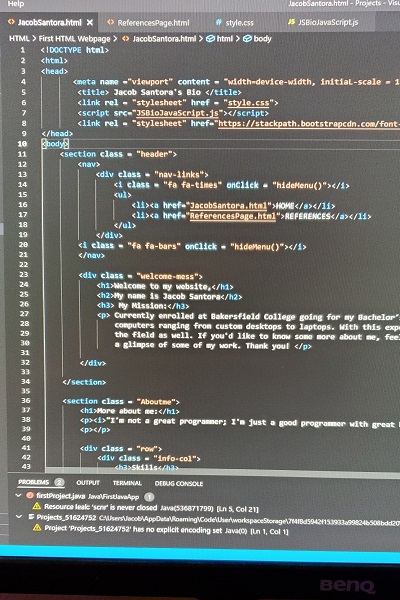 Help
JacobSantora.html - Projects - Visu
JacobSantora.html ReferencesPage.html style.css JSBioJavaScript.js
HTML > First HTML Webpage > JacobSantora.html > html > body
1 <!DOCTYPE html>
2 <html>
3 <head>
4 <meta name ="viewport" content = "width=device-width, initial-scale = 1
5 <title> Jacob Santora's Bio </title>
6 <link rel = "stylesheet" href = "style.css">
7 <script src="JSBioJavaScript.js"></script>
8 <link rel = "stylesheet" href="https://stackpath.bootstrapcdn.com/font-
9 </head>
10 <body>
11 <section class = "header">
12 <nav>
13 <div class = "nav-links">
14 <i class = "fa fa-times" onClick = "hideMenu()"></i>
15 <ul>
16 <li><a href="JacobSantora.html">HOME</a></li>
17 <li><a href="ReferencesPage.html">REFERENCES</a></li>
18 </ul>
19 </div>
20 <i class = "fa fa-bars" onClick = "hideMenu()"></i>
21 </nav>
22
23 <div class = "welcome-mess">
24 <h1>Welcome to my website,</h1>
25 <h2>My name is Jacob Santora</h2>
26 <h3> My Mission:</h3>
27 <p> Currently enrolled at Bakersfield College going for my Bachelor'
28 computers ranging from custom desktops to laptops. With this exp
29 the field as well. If you'd like to know some more about me, feel
30 a glimpse of some of my work. Thank you! </p>
31
32 </div>
33
34 </section>
35
36 <section class = "Aboutme">
37 <h1>More about me:</h1>
38 <p><i>"I'm not a great programmer; I'm just a good programmer with great
39 <p></p>
40
41 <div class = "row">
42 <div class = "info-col">
43 <h3>Skills</h3>
PROBLEMS 2 OUTPUT TERMINAL DEBUG CONSOLE
firstProject.java Java\FirstJavaApp 1
Resource leak: 'scnr' is never closed Java(536871799) [Ln 5, Col 21]
Projects_51624752 C:\Users\Jacob\AppData\Roaming\Code\User\workspaceStorage\
Project 'Projects_51624752' has no explicit encoding set Java(0) [Ln 1, Col 1]
BenQ